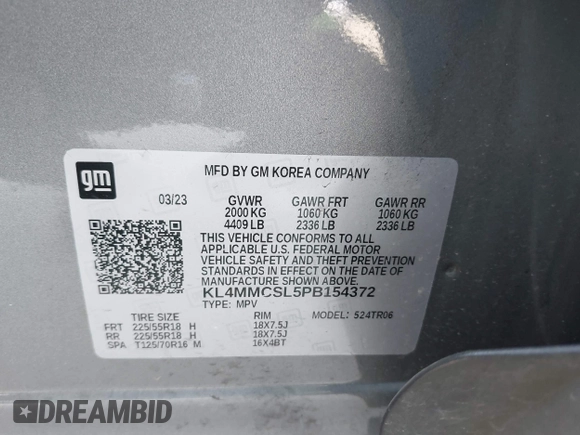 gm
MFD BY GM KOREA COMPANY
03/23 GVWR GAWR FRT GAWR RR
2000 KG 1060 KG 1060 KG
4409 LB 2336 LB 2336 LB
THIS VEHICLE CONFORMS TO ALL
APPLICABLE U.S. FEDERAL MOTOR
VEHICLE SAFETY, BUMPER, AND THEFT PREVENTION
STANDARDS IN EFFECT ON THE DATE OF
MANUFACTURE SHOWN ABOVE.
KL4MMCSL5PB154372
TYPE: MPV MODEL: 524TR06
TIRE SIZE RIM
FRT 225/55R18 H 18X7.5J
RR 225/55R18 H 18X7.5J
SPA T125/70R16 M 16X4BT
DREAMBID